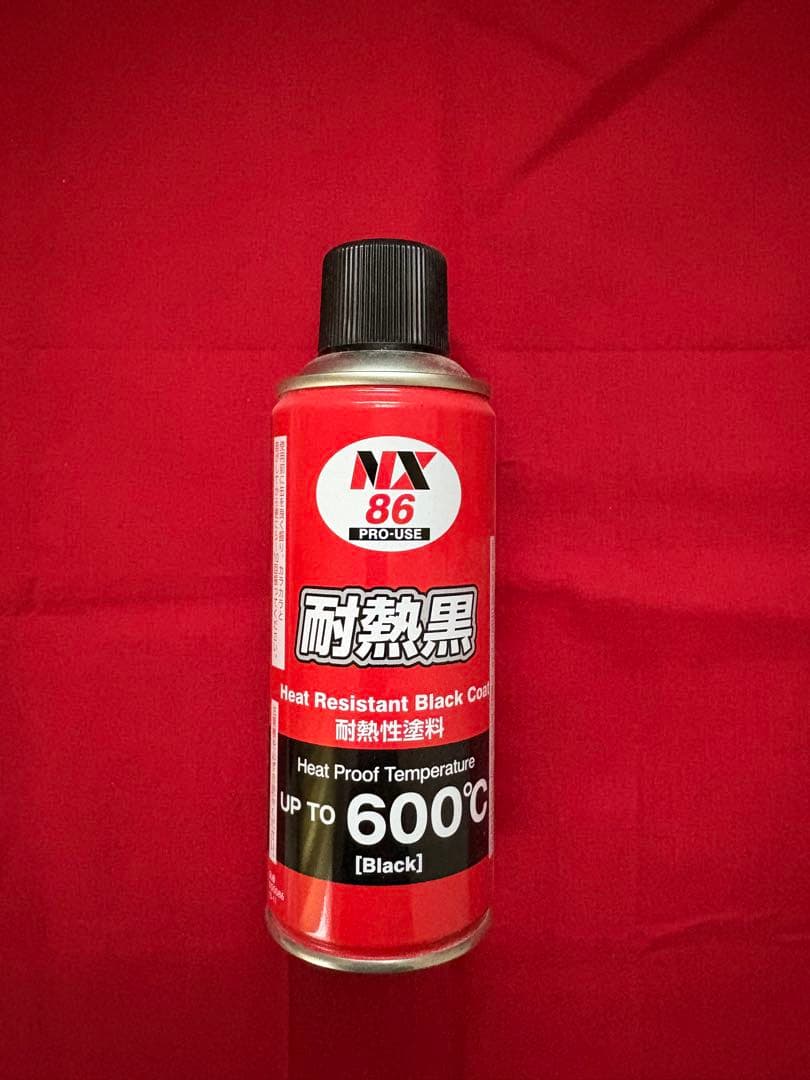 NX
86
PRO-USE
耐熱黒
Heat Resistant Black Coat
耐熱性塗料
Heat Proof Temperature
UP TO 600℃
[Black]